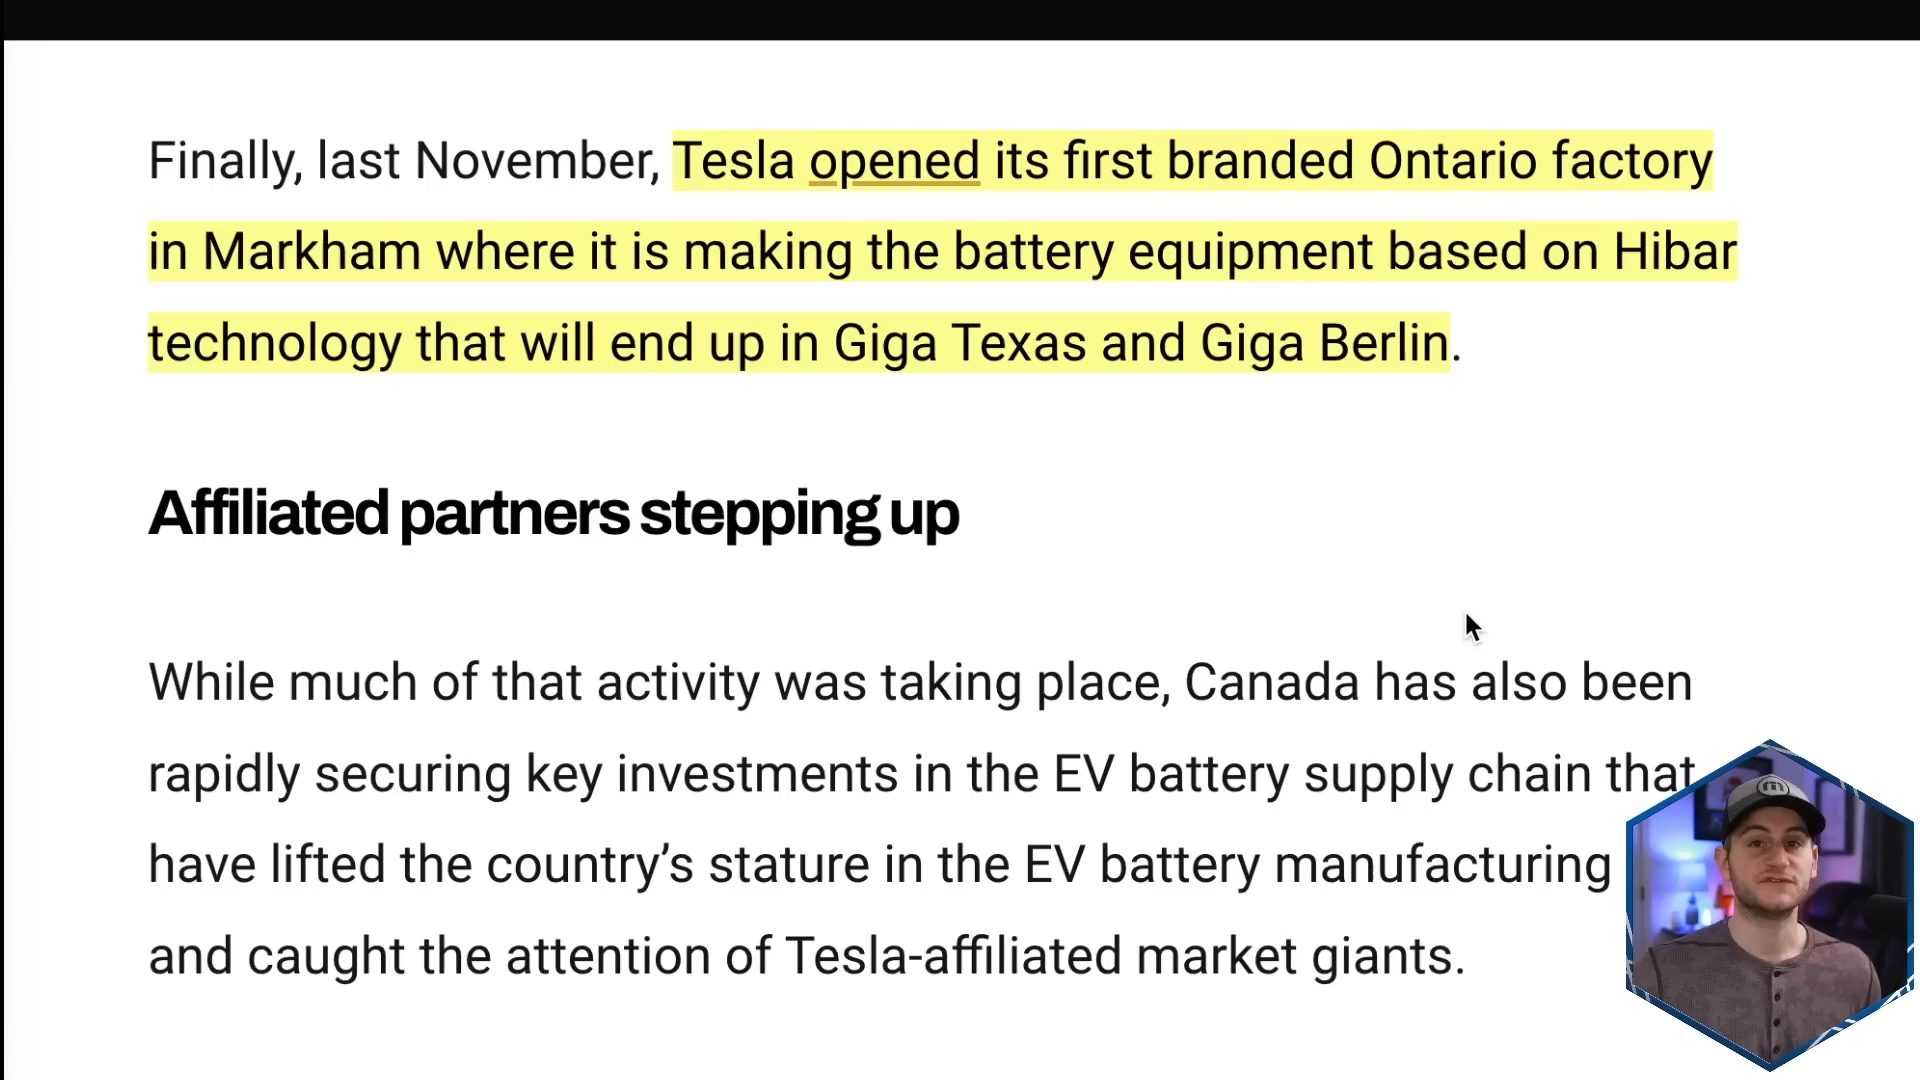 Finally, last November, Tesla opened its first branded Ontario factory
in Markham where it is making the battery equipment based on Hibar
technology that will end up in Giga Texas and Giga Berlin.
Affiliated partners stepping up
While much of that activity was taking place, Canada has also been
rapidly securing key investments in the EV battery supply chain that
have lifted the country’s stature in the EV battery manufacturing
and caught the attention of Tesla-affiliated market giants.